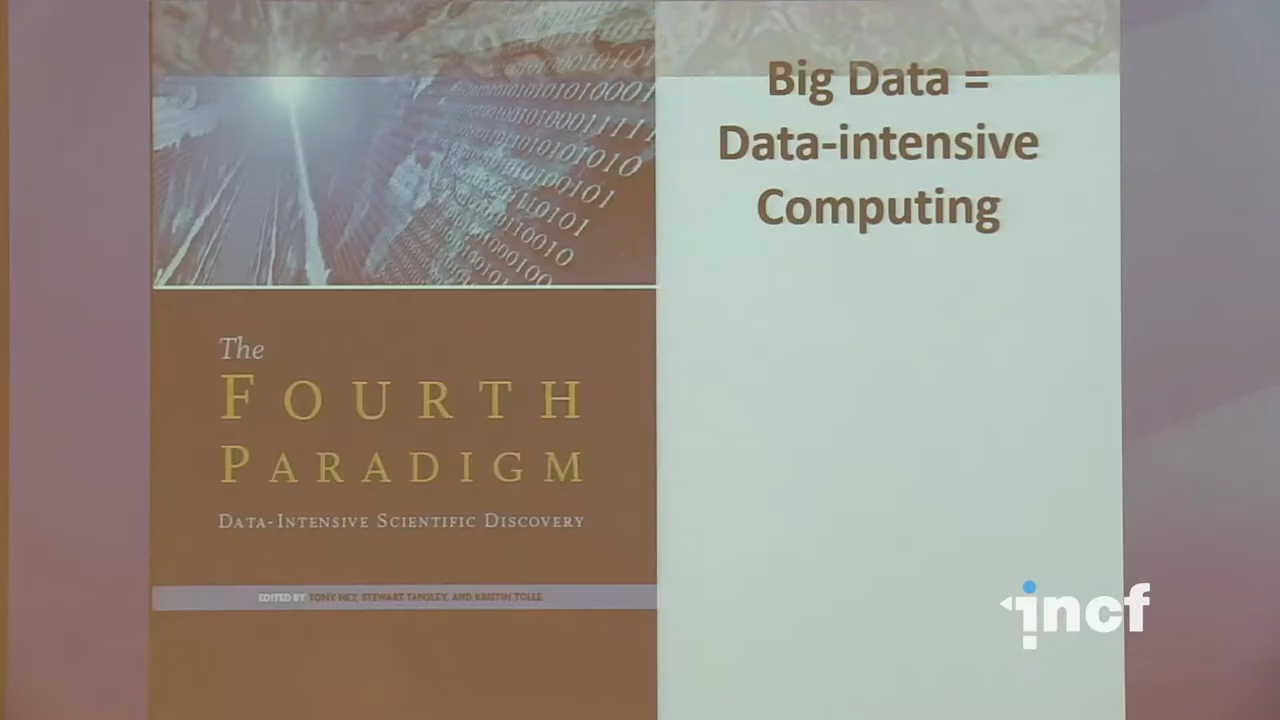 The
FOURTH
PARADIGM
DATA-INTENSIVE SCIENTIFIC DISCOVERY
EDITED BY TONY HEY, STEWART TANSLEY, AND KRISTIN TOLLE
Big Data =
Data-intensive
Computing
incf